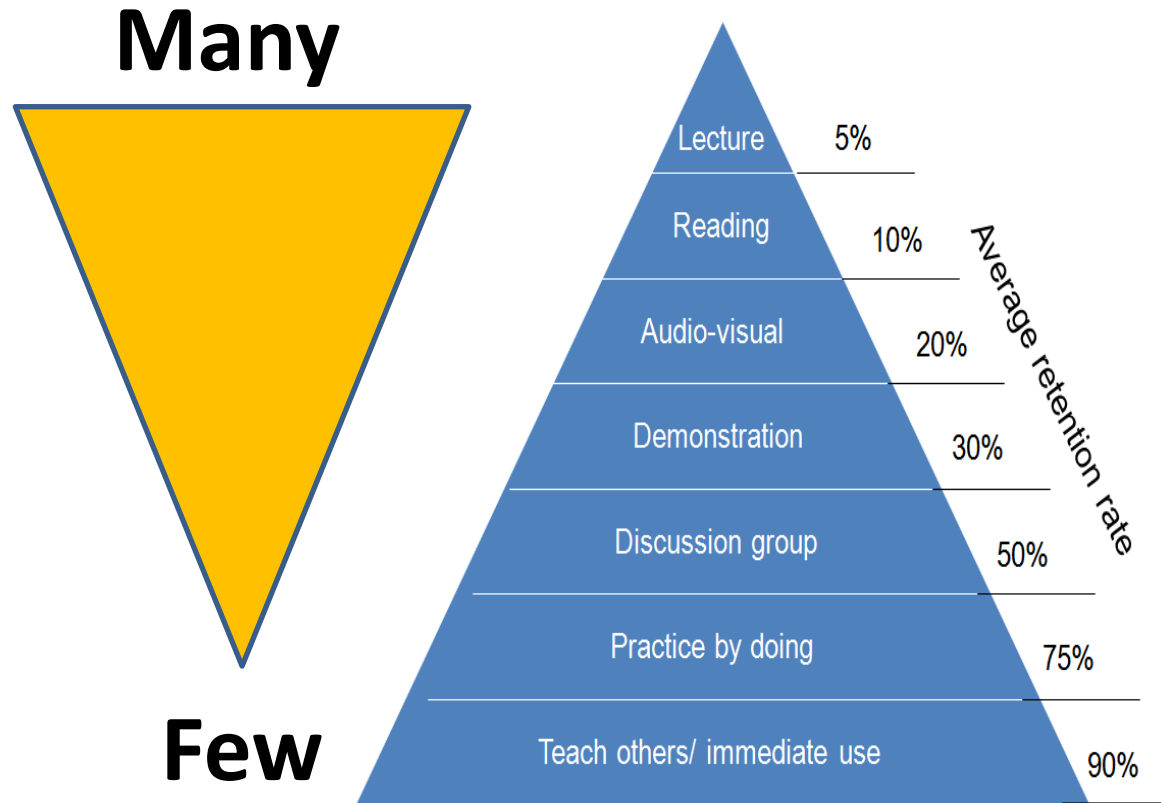 Many
Few
Lecture
5%
Reading
10%
Audio-visual
20%
Demonstration
30%
Discussion group
50%
Practice by doing
75%
Teach others/ immediate use
90%
Average retention rate